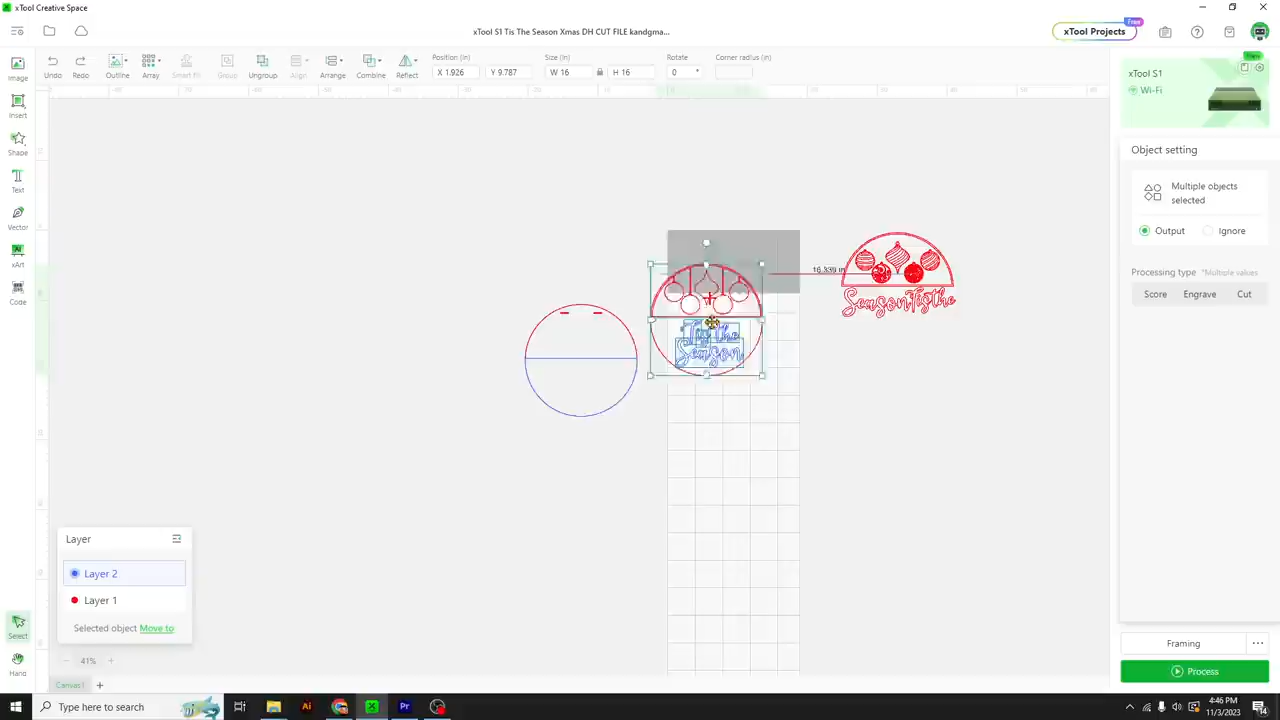 xTool Creative Space
xTool S1 Tis The Season Xmas DH CUT FILE kandgma...
Free
xTool Projects
Undo
Redo
Outline
Array
Smart fill
Group
Ungroup
Align
Arrange
Combine
Reflect
Position (in)
X 1.926
Y 9.787
Size (in)
W 16
H 16
Rotate
0
Corner radius (in)
Image
Insert
Shape
Text
Vector
xArt
Code
Select
Hand
xTool S1
Wi-Fi
Object setting
Multiple objects
selected
Output
Ignore
Processing type
*Multiple values
Score
Engrave
Cut
16.339 in
Tis the
Season
SeasonTisthe
Layer
Layer 2
Layer 1
Selected object Move to
41%
Canvas1
Framing
Process
Type here to search
4:46 PM
11/3/2023